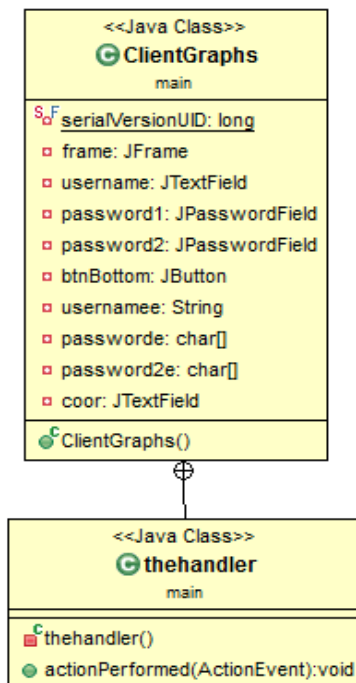 <<Java Class>>
C ClientGraphs
main
S F serialVersionUID: long
frame: JFrame
username: JTextField
password1: JPasswordField
password2: JPasswordField
btnBottom: JButton
usernamee: String
passworde: char[]
password2e: char[]
coor: JTextField
C ClientGraphs()
<<Java Class>>
C thehandler
main
C thehandler()
actionPerformed(ActionEvent):void